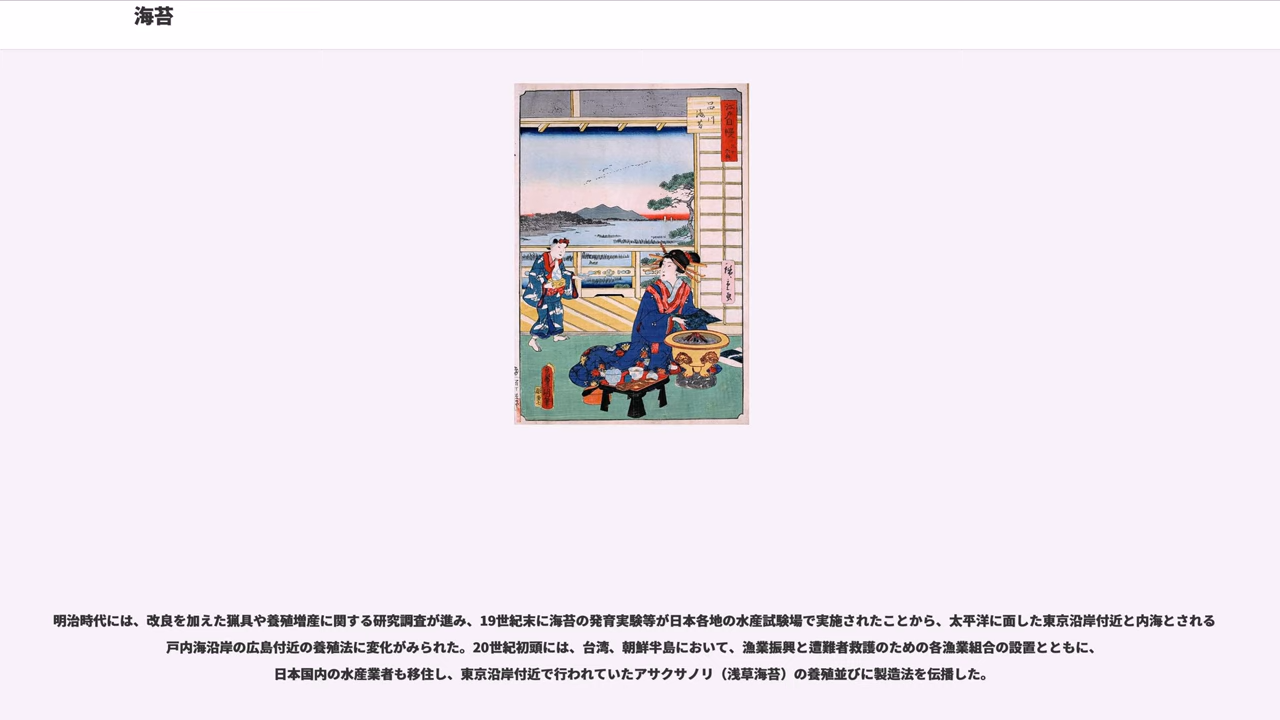 海苔
品川
海苔
江戸自慢
明治時代には、改良を加えた猟具や養殖増産に関する研究調査が進み、19世紀末に海苔の発育実験等が日本各地の水産試験場で実施されたことから、太平洋に面した東京沿岸付近と内海とされる
戸内海沿岸の広島付近の養殖法に変化がみられた。20世紀初頭には、台湾、朝鮮半島において、漁業振興と遭難者救護のための各漁業組合の設置とともに、
日本国内の水産業者も移住し、東京沿岸付近で行われていたアサクサノリ（浅草海苔）の養殖並びに製造法を伝播した。